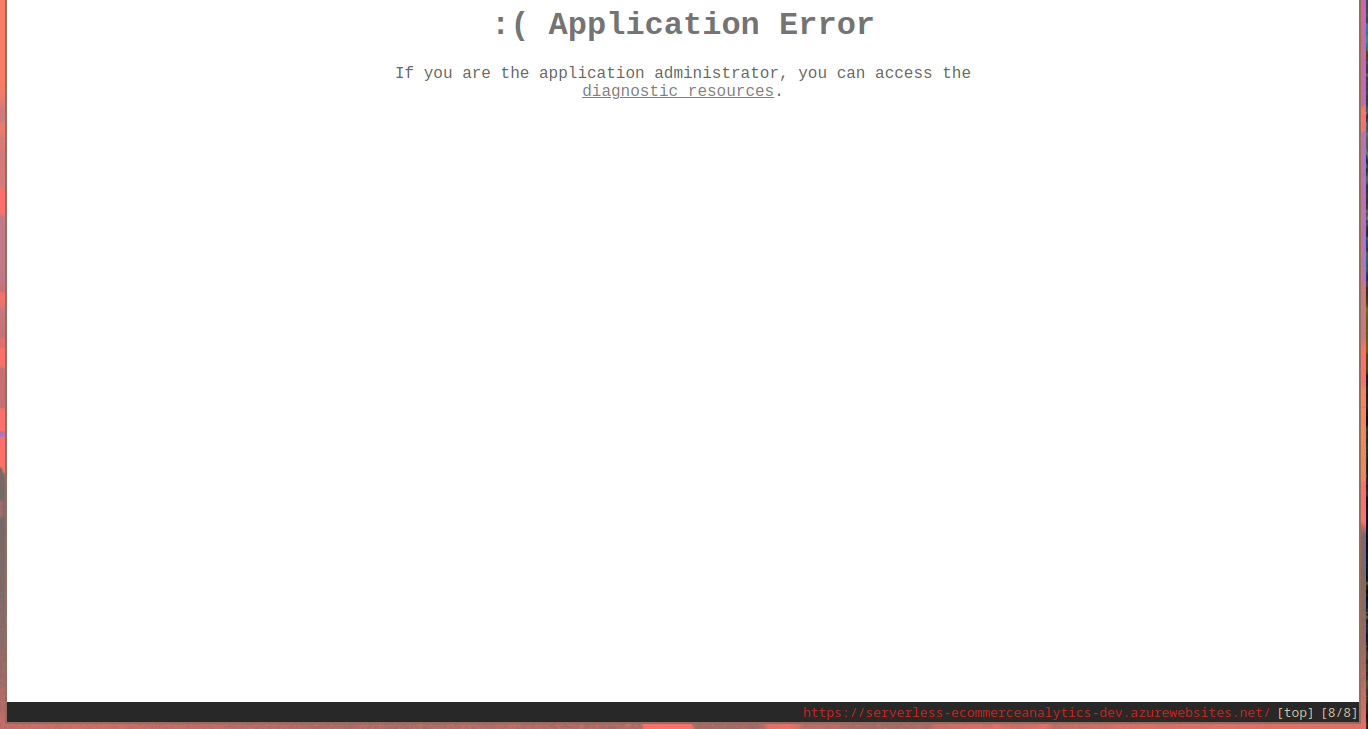 :( Application Error
If you are the application administrator, you can access the
diagnostic resources.
https://serverless-ecommerceanalytics-dev.azurewebsites.net/ [top] [8/8]